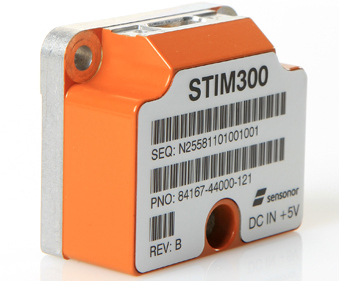 STIM300
SEQ: N25581101001001
PNO: 84167-44000-121
sensonor
REV: B
DC IN +5V